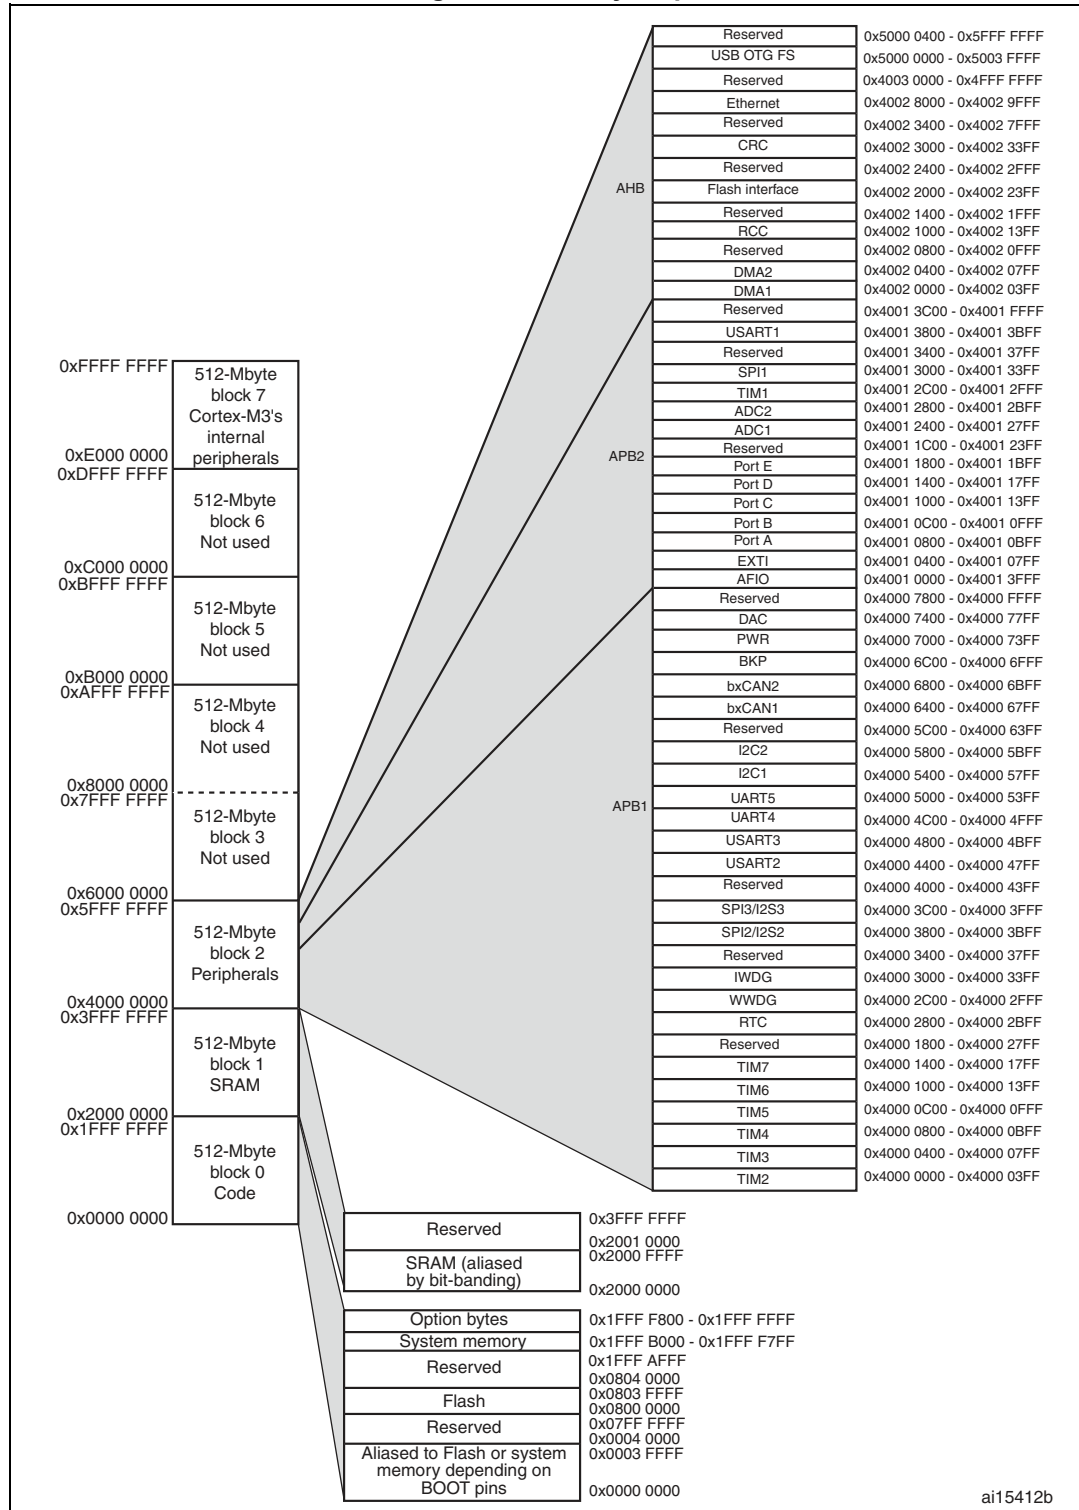 Reserved 0x5000 0400 - 0x5FFF FFFF
USB OTG FS 0x5000 0000 - 0x5003 FFFF
Reserved 0x4003 0000 - 0x4FFF FFFF
Ethernet 0x4002 8000 - 0x4002 9FFF
Reserved 0x4002 3400 - 0x4002 7FFF
CRC 0x4002 3000 - 0x4002 33FF
Reserved 0x4002 2400 - 0x4002 2FFF
AHB
Flash interface 0x4002 2000 - 0x4002 23FF
Reserved 0x4002 1400 - 0x4002 1FFF
RCC 0x4002 1000 - 0x4002 13FF
Reserved 0x4002 0800 - 0x4002 0FFF
DMA2 0x4002 0400 - 0x4002 07FF
DMA1 0x4002 0000 - 0x4002 03FF
Reserved 0x4001 3C00 - 0x4001 FFFF
USART1 0x4001 3800 - 0x4001 3BFF
Reserved 0x4001 3400 - 0x4001 37FF
SPI1 0x4001 3000 - 0x4001 33FF
TIM1 0x4001 2C00 - 0x4001 2FFF
ADC2 0x4001 2800 - 0x4001 2BFF
ADC1 0x4001 2400 - 0x4001 27FF
Reserved 0x4001 1C00 - 0x4001 23FF
APB2
Port E 0x4001 1800 - 0x4001 1BFF
Port D 0x4001 1400 - 0x4001 17FF
Port C 0x4001 1000 - 0x4001 13FF
Port B 0x4001 0C00 - 0x4001 0FFF
Port A 0x4001 0800 - 0x4001 0BFF
EXTI 0x4001 0400 - 0x4001 07FF
AFIO 0x4001 0000 - 0x4001 3FFF
Reserved 0x4000 7800 - 0x4000 FFFF
DAC 0x4000 7400 - 0x4000 77FF
PWR 0x4000 7000 - 0x4000 73FF
BKP 0x4000 6C00 - 0x4000 6FFF
bxCAN2 0x4000 6800 - 0x4000 6BFF
bxCAN1 0x4000 6400 - 0x4000 67FF
Reserved 0x4000 5C00 - 0x4000 63FF
I2C2 0x4000 5800 - 0x4000 5BFF
I2C1 0x4000 5400 - 0x4000 57FF
APB1
UART5 0x4000 5000 - 0x4000 53FF
UART4 0x4000 4C00 - 0x4000 4FFF
USART3 0x4000 4800 - 0x4000 4BFF
USART2 0x4000 4400 - 0x4000 47FF
Reserved 0x4000 4000 - 0x4000 43FF
SPI3/I2S3 0x4000 3C00 - 0x4000 3FFF
SPI2/I2S2 0x4000 3800 - 0x4000 3BFF
Reserved 0x4000 3400 - 0x4000 37FF
IWDG 0x4000 3000 - 0x4000 33FF
WWDG 0x4000 2C00 - 0x4000 2FFF
RTC 0x4000 2800 - 0x4000 2BFF
Reserved 0x4000 1800 - 0x4000 27FF
TIM7 0x4000 1400 - 0x4000 17FF
TIM6 0x4000 1000 - 0x4000 13FF
TIM5 0x4000 0C00 - 0x4000 0FFF
TIM4 0x4000 0800 - 0x4000 0BFF
TIM3 0x4000 0400 - 0x4000 07FF
TIM2 0x4000 0000 - 0x4000 03FF
0xFFFF FFFF
512-Mbyte
block 7
Cortex-M3's
internal
peripherals
0xE000 0000
0xDFFF FFFF
512-Mbyte
block 6
Not used
0xC000 0000
0xBFFF FFFF
512-Mbyte
block 5
Not used
0xB000 0000
0xAFFF FFFF
512-Mbyte
block 4
Not used
0x8000 0000
0x7FFF FFFF
512-Mbyte
block 3
Not used
0x6000 0000
0x5FFF FFFF
512-Mbyte
block 2
Peripherals
0x4000 0000
0x3FFF FFFF
512-Mbyte
block 1
SRAM
0x2000 0000
0x1FFF FFFF
512-Mbyte
block 0
Code
0x0000 0000
Reserved
0x3FFF FFFF
0x2001 0000
0x2000 FFFF
SRAM (aliased
by bit-banding)
0x2000 0000
Option bytes 0x1FFF F800 - 0x1FFF FFFF
System memory 0x1FFF B000 - 0x1FFF F7FF
0x1FFF AFFF
Reserved
0x0804 0000
0x0803 FFFF
Flash
0x0800 0000
0x07FF FFFF
Reserved
0x0004 0000
0x0003 FFFF
Aliased to Flash or system
memory depending on
BOOT pins
0x0000 0000
ai15412b